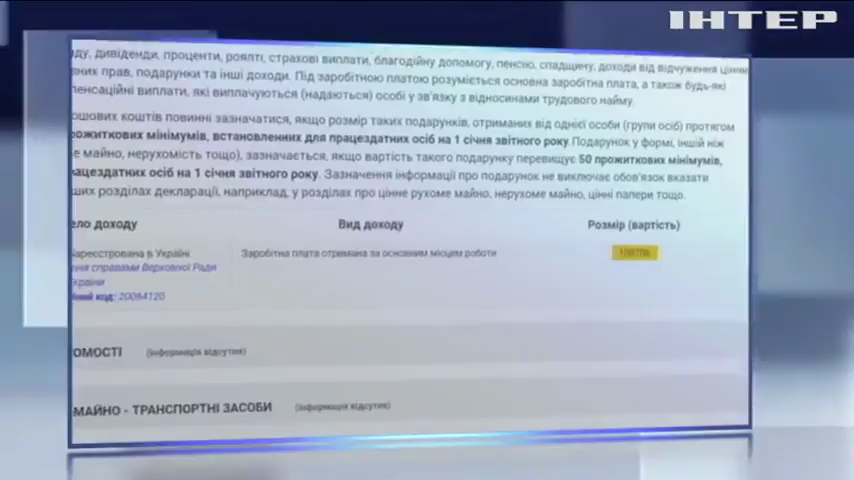 ІНТЕР
ду, дивіденди, проценти, роялті, страхові виплати, благодійну допомогу, пенсію, спадщину, доходи від відчуження цінни
вних прав, подарунки та інші доходи. Під заробітною платою розуміється основна заробітна плата, а також будь-які
пенсаційні виплати, які виплачуються (надаються) особі у зв'язку з відносинами трудового найму.
ошових коштів повинні зазначатися, якщо розмір таких подарунків, отриманих від однієї особи (групи осіб) протягом
рожиткових мінімумів, встановленних для працездатних осіб на 1 січня звітного року.Подарунок у формі, іншій ніж
е майно, нерухомість тощо), зазначається, якщо вартість такого подарунку перевищує 50 прожиткових мінімумів,
рацездатних осіб на 1 січня звітного року. Зазначення інформації про подарунок не виключає обов'язок вказати
ших розділах декларації, наприклад, у розділах про цінне рухоме майно, нерухоме майно, цінні папери тощо.
ело доходу Вид доходу Розмір (вартість)
Зареєстрована в Україні Заробітна плата отримана за основним місцем роботи
ння справами Верховної Ради
країни
ний код: 20064120
ОМОСТІ (інформація відсутня)
МАЙНО - ТРАНСПОРТНІ ЗАСОБИ (інформація відсутня)